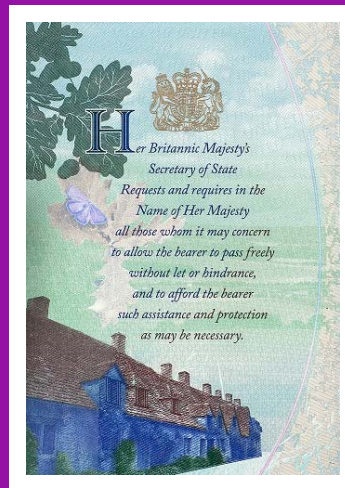 Her Britannic Majesty's
Secretary of State
Requests and requires in the
Name of Her Majesty
all those whom it may concern
to allow the bearer to pass freely
without let or hindrance,
and to afford the bearer
such assistance and protection
as may be necessary.